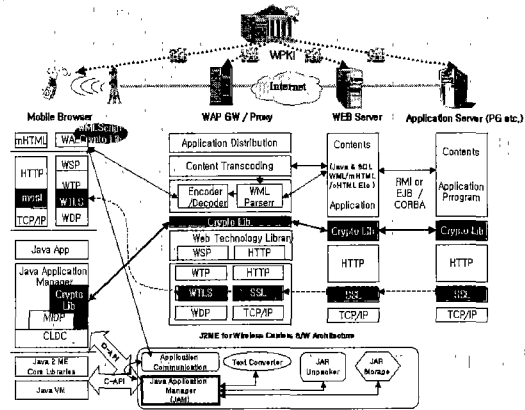 WPKI
Internet
Mobile Browser
WAP GW / Proxy
WEB Server
Application Server (PG etc,)
mHTML
WMLScript
Crypto Lib
HTTP
mssl
TCP/IP
WSP
WTP
WTLS
WDP
Application Distribution
Content Transcoding
Encoder
/Decoder
WML
Parserr
Crypto Lib
Web Technology Library
WSP
HTTP
WTP
HTTP
WTLS
SSL
WDP
TCP/IP
Contents
(Java & SQL
WML/mHTML
/cHTML Etc)
Application
Crypto Lib
HTTP
SSL
TCP/IP
RMI or
EJB /
CORBA
Contents
Application
Program
Crypto Lib
HTTP
SSL
TCP/IP
Java App
Java Application
Manager
Crypto
Lib
MIDP
CLDC
Java 2 ME
Core Libraries
Java VM
C-API
J2ME for Wireless Carrier, S/W Architecture
Application
Communication
Text Converter
JAR
Unpacker
JAR
Storage
Java Application
Manager
(JAM)